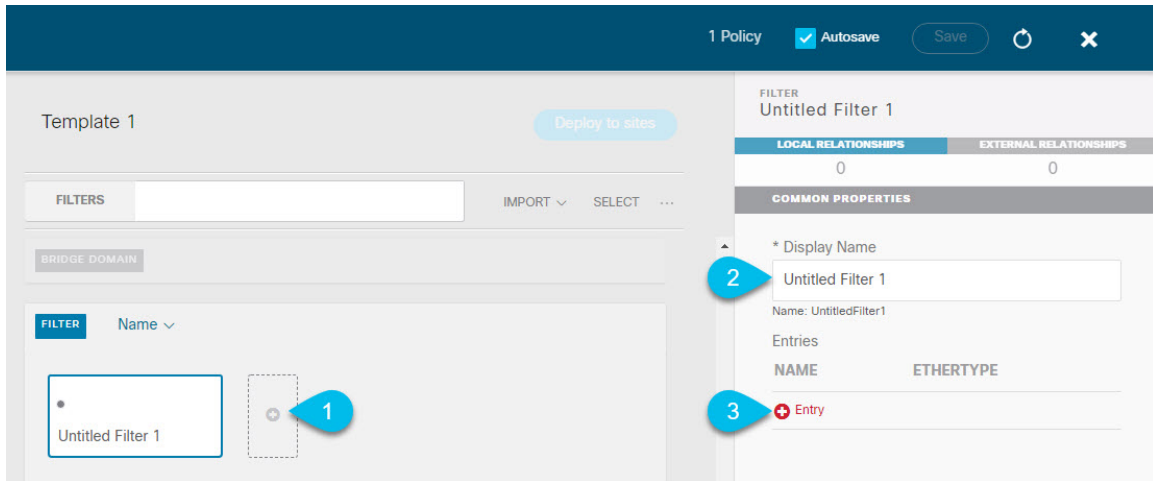 1 Policy Autosave Save
Template 1
Deploy to sites
FILTERS IMPORT SELECT ...
BRIDGE DOMAIN
FILTER Name
Untitled Filter 1
1
FILTER
Untitled Filter 1
LOCAL RELATIONSHIPS EXTERNAL RELATIONSHIPS
0 0
COMMON PROPERTIES
* Display Name
2 Untitled Filter 1
Name: UntitledFilter1
Entries
NAME ETHERTYPE
3 Entry